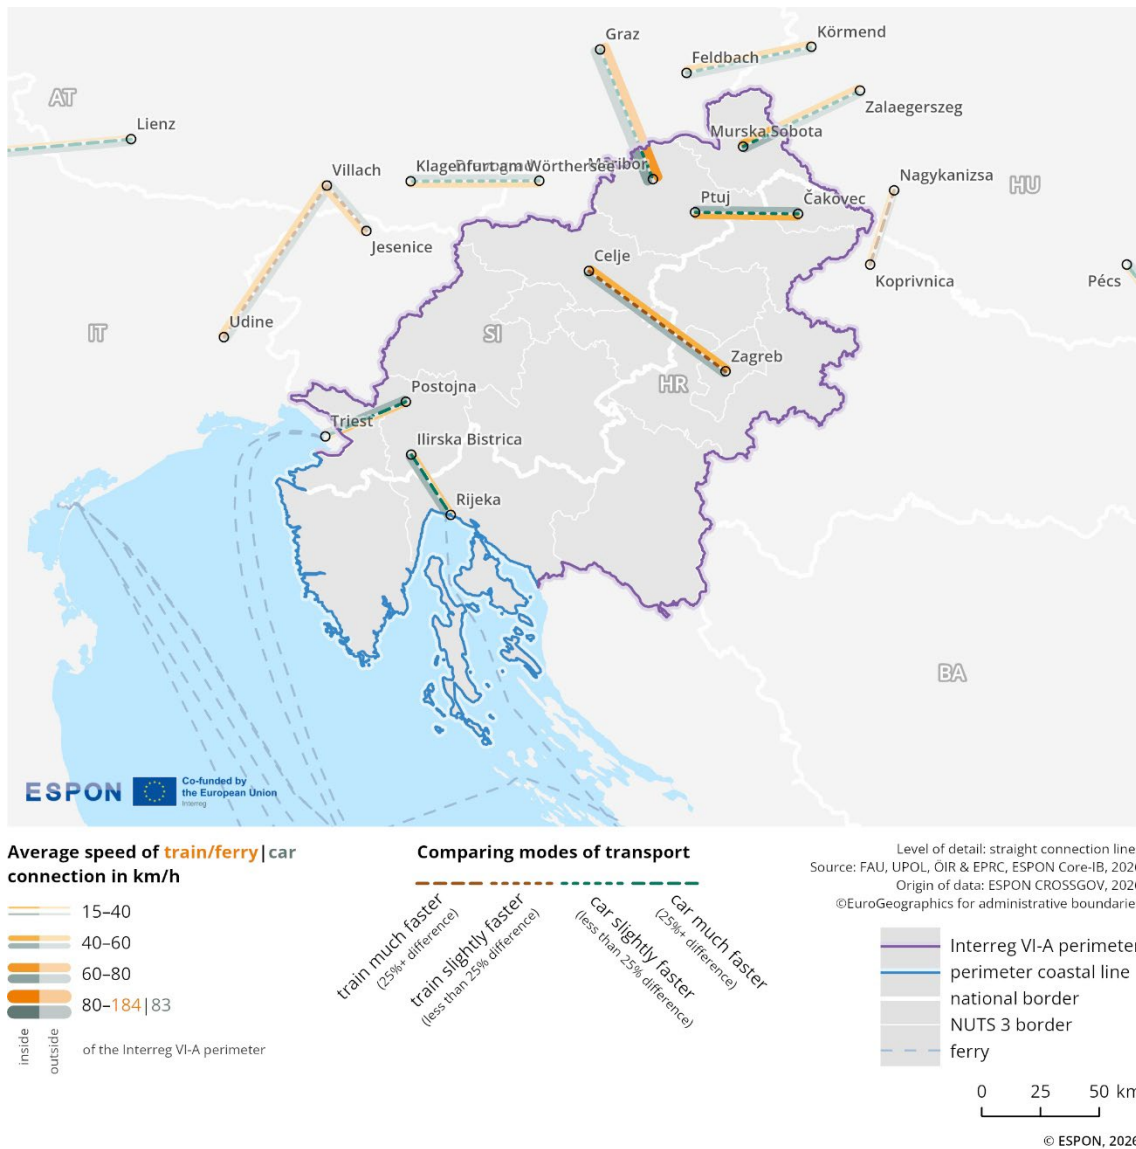 Graz
Körmend
Feldbach
AT
Zalaegerszeg
Lienz
Murska Sobota
Villach
Klagenfurt am Wörthersee
Maribor
Nagykanizsa
HU
Ptuj
Čakovec
Jesenice
Celje
Koprivnica
Pécs
Udine
IT
SI
Zagreb
HR
Postojna
Triest
Ilirska Bistrica
Rijeka
BA
ESPON
Co-funded by
the European Union
Interreg
Average speed of train/ferry|car
connection in km/h
15–40
40–60
60–80
80–184|83
inside
outside
of the Interreg VI-A perimeter
Comparing modes of transport
train much faster
(25%+ difference)
train slightly faster
(less than 25% difference)
car slightly faster
(less than 25% difference)
car much faster
(25%+ difference)
Level of detail: straight connection line
Source: FAU, UPOL, ÖIR & EPRC, ESPON Core-IB, 2026
Origin of data: ESPON CROSSGOV, 2026
©EuroGeographics for administrative boundarie
Interreg VI-A perimeter
perimeter coastal line
national border
NUTS 3 border
ferry
0 25 50 km
© ESPON, 2026